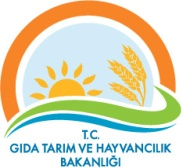 T.C.
GIDA TARIM VE HAYVANCILIK
BAKANLIĞI